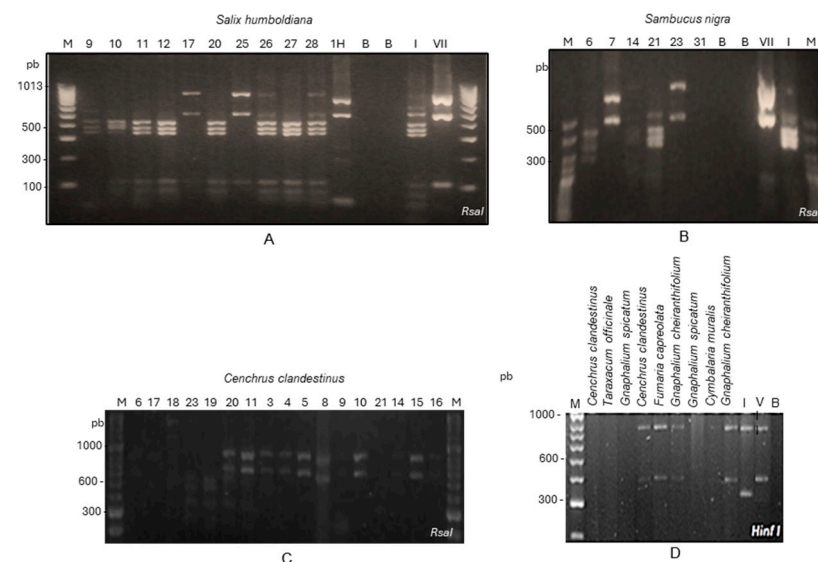 Salix humboldiana
M 9 10 11 12 17 20 25 26 27 28 1H B B I VII
pb
1013
500
300
100
RsaI
A
Sambucus nigra
M 6 7 14 21 23 31 B B VII I M
pb
500
300
Rsa
B
Cenchrus clandestinus
M 6 17 18 23 19 20 11 3 4 5 8 9 10 21 14 15 16 M
pb
1000
600
300
RsaI
C
Cenchrus clandestinus
Taraxacum officinale
Gnaphalium spicatum
Cenchrus clandestinus
Fumaria capreolata
Gnaphalium cheiranthifolium
Gnaphalium spicatum
Cymbalaria muralis
Gnaphalium cheiranthifolium
pb
M I V B
1000
600
300
Hinf I
D